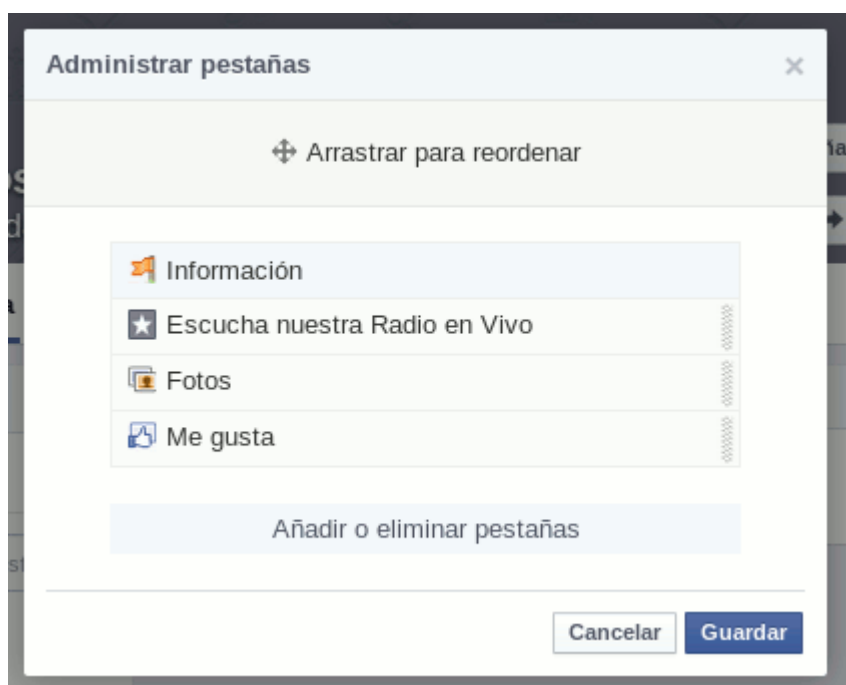 Administrar pestañas
Arrastrar para reordenar
Información
Escucha nuestra Radio en Vivo
Fotos
Me gusta
Añadir o eliminar pestañas
Cancelar Guardar